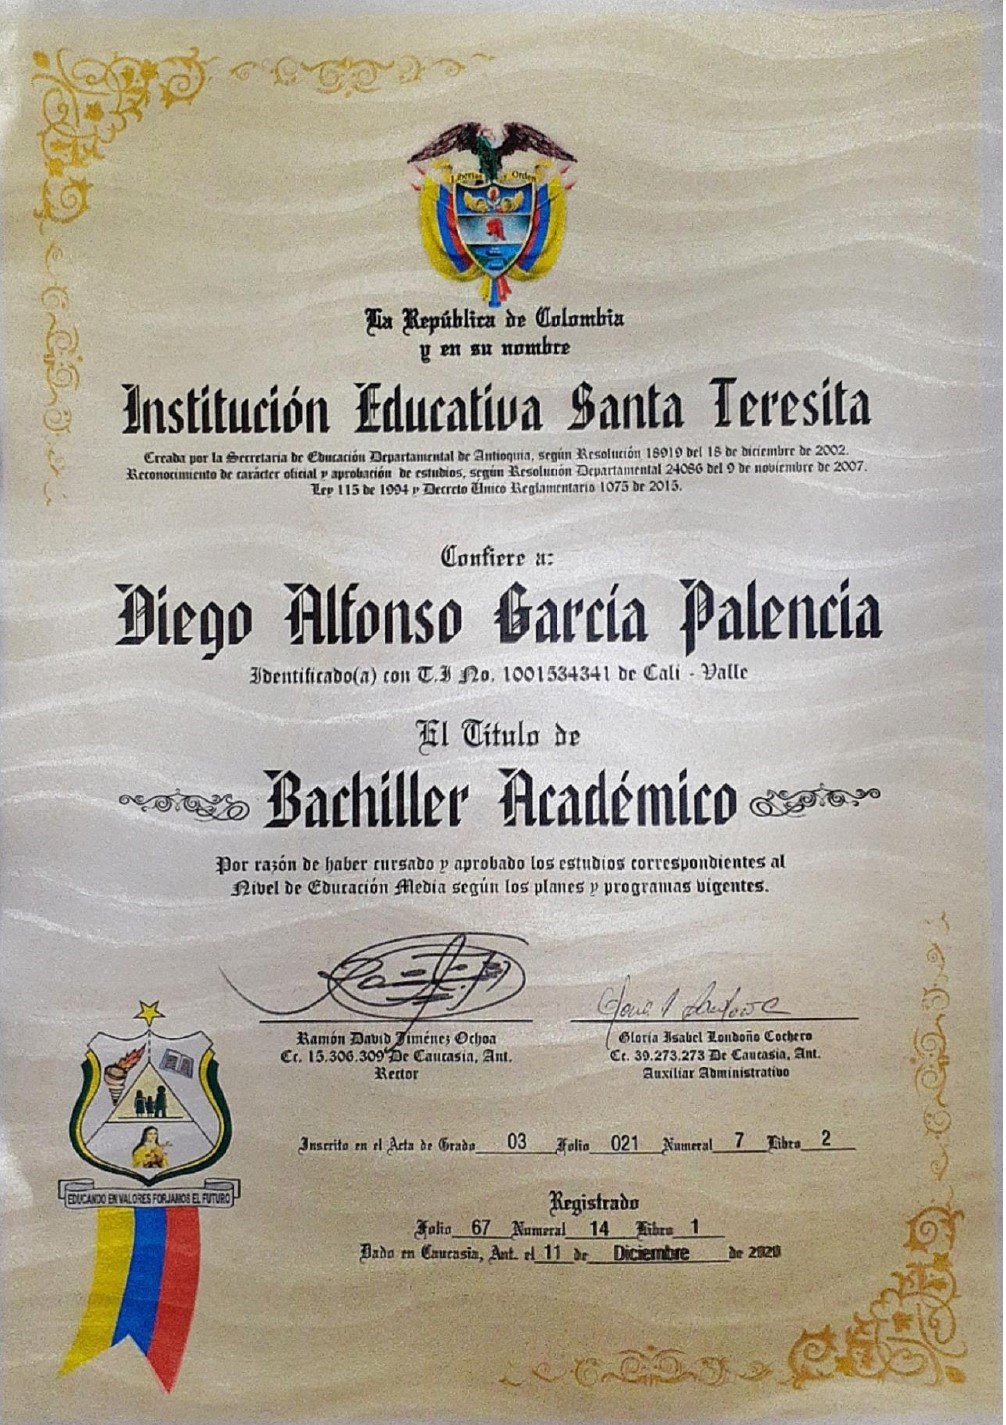 Libertad y Orden
La República de Colombia
y en su nombre
Institución Educativa Santa Teresita
Creada por la Secretaria de Educación Departamental de Antioquia, según Resolución 18919 del 18 de diciembre de 2002.
Reconocimiento de carácter oficial y aprobación de estudios, según Resolución Departamental 24086 del 9 de noviembre de 2007.
Ley 115 de 1994 y Decreto Único Reglamentario 1075 de 2015.
Confiere a:
Diego Alfonso García Palencia
Identificado(a) con T.I No. 1001534341 de Cali - Valle
El Título de
Bachiller Académico
Por razón de haber cursado y aprobado los estudios correspondientes al
Nivel de Educación Media según los planes y programas vigentes.
Ramón David Jiménez Ochoa
Cc. 15.306.309 De Caucasia, Ant.
Rector
Gloria Isabel Londoño Cochero
Cc. 39.273.273 De Caucasia, Ant.
Auxiliar Administrativo
Inscrito en el Acta de Grado 03 Folio 021 Numeral 7 Libro 2
EDUCANDO EN VALORES FORJAMOS EL FUTURO
Registrado
Folio 67 Numeral 14 Libro 1
Dado en Caucasia, Ant. el 11 de Diciembre de 2020